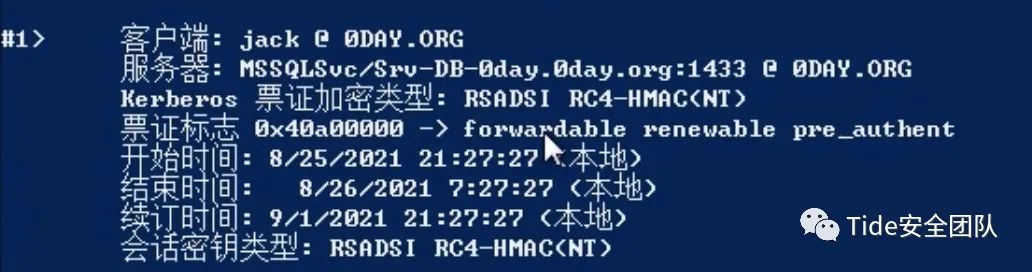 #1>     客户端: jack @ 0DAY.ORG
服务器: MSSQLSvc/Srv-DB-0day.0day.org:1433 @ 0DAY.ORG
Kerberos 票证加密类型: RSADSI RC4-HMAC(NT)
票证标志 0x40a00000 -> forwardable renewable pre_authent
开始时间: 8/25/2021 21:27:27 (本地)
结束时间:   8/26/2021 7:27:27 (本地)
续订时间: 9/1/2021 21:27:27 (本地)
会话密钥类型: RSADSI RC4-HMAC(NT)
Tide安全团队